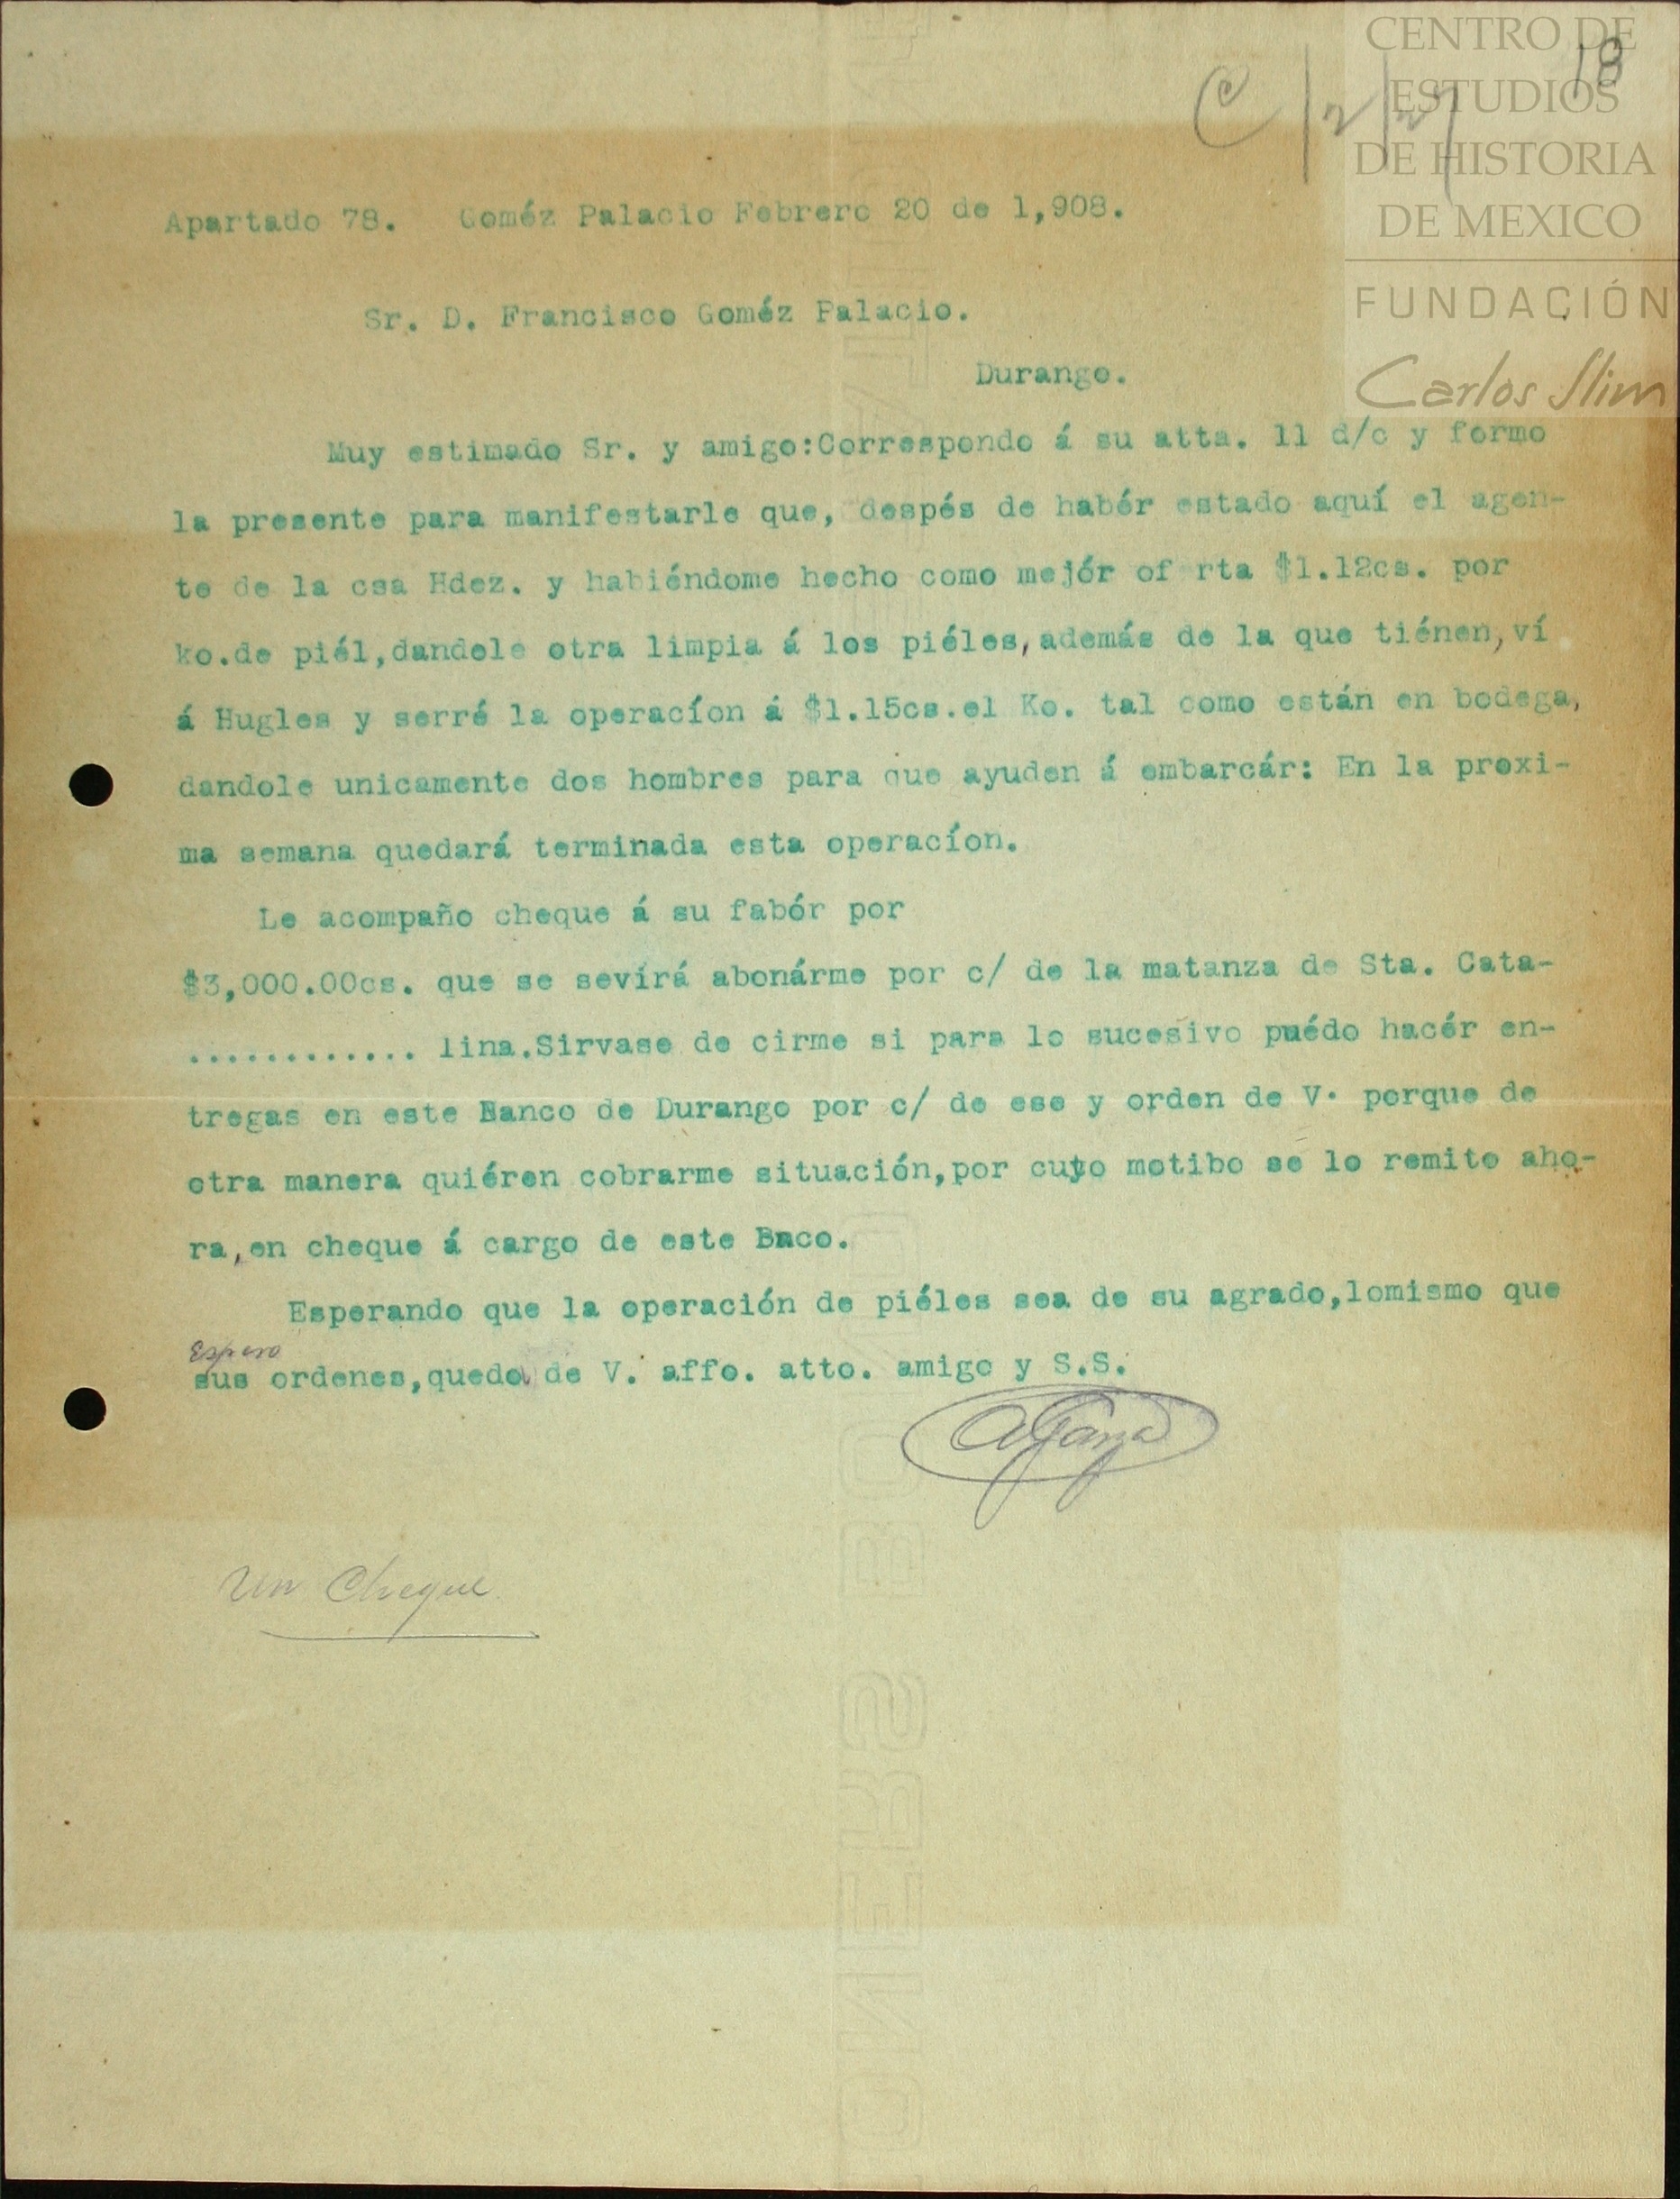 CENTRO DE
ESTUDIOS
DE HISTORIA
DE MEXICO
FUNDACIÓN
Carlos Slim
18
Apartado 78. Goméz Palacio Febrero 20 de 1,908.
Sr. D. Francisco Goméz Palacio.
Durango.
Muy estimado Sr. y amigo:Correspondo á su atta. 11 d/c y formo
la presente para manifestarle que, despés de habér estado aquí el agen-
te de la csa Hdez. y habiéndome hecho como mejór of rta $1.12cs. por
ko.de piél,dandole otra limpia á los piéles,además de la que tiénen,ví
á Hugles y serré la operacíon á $1.15cs.el Ko. tal como están en bodega,
dandole unicamente dos hombres para que ayuden á embarcár: En la proxi-
ma semana quedará terminada esta operacíon.
Le acompaño cheque á su fabór por
$3,000.00cs. que se sevirá abonárme por c/ de la matanza de Sta. Cata-
............ lina.Sirvase de cirme si para lo sucesivo puédo hacér en-
tregas en este Banco de Durango por c/ de ese y orden de V. porque de
otra manera quiéren cobrarme situación,por cuyo motibo se lo remito aho-
ra,en cheque á cargo de este Bnco.
Esperando que la operación de piéles sea de su agrado,lomismo que
Espero
sus ordenes,quedo de V. affo. atto. amigo y S.S.
AGarza
Un Cheque